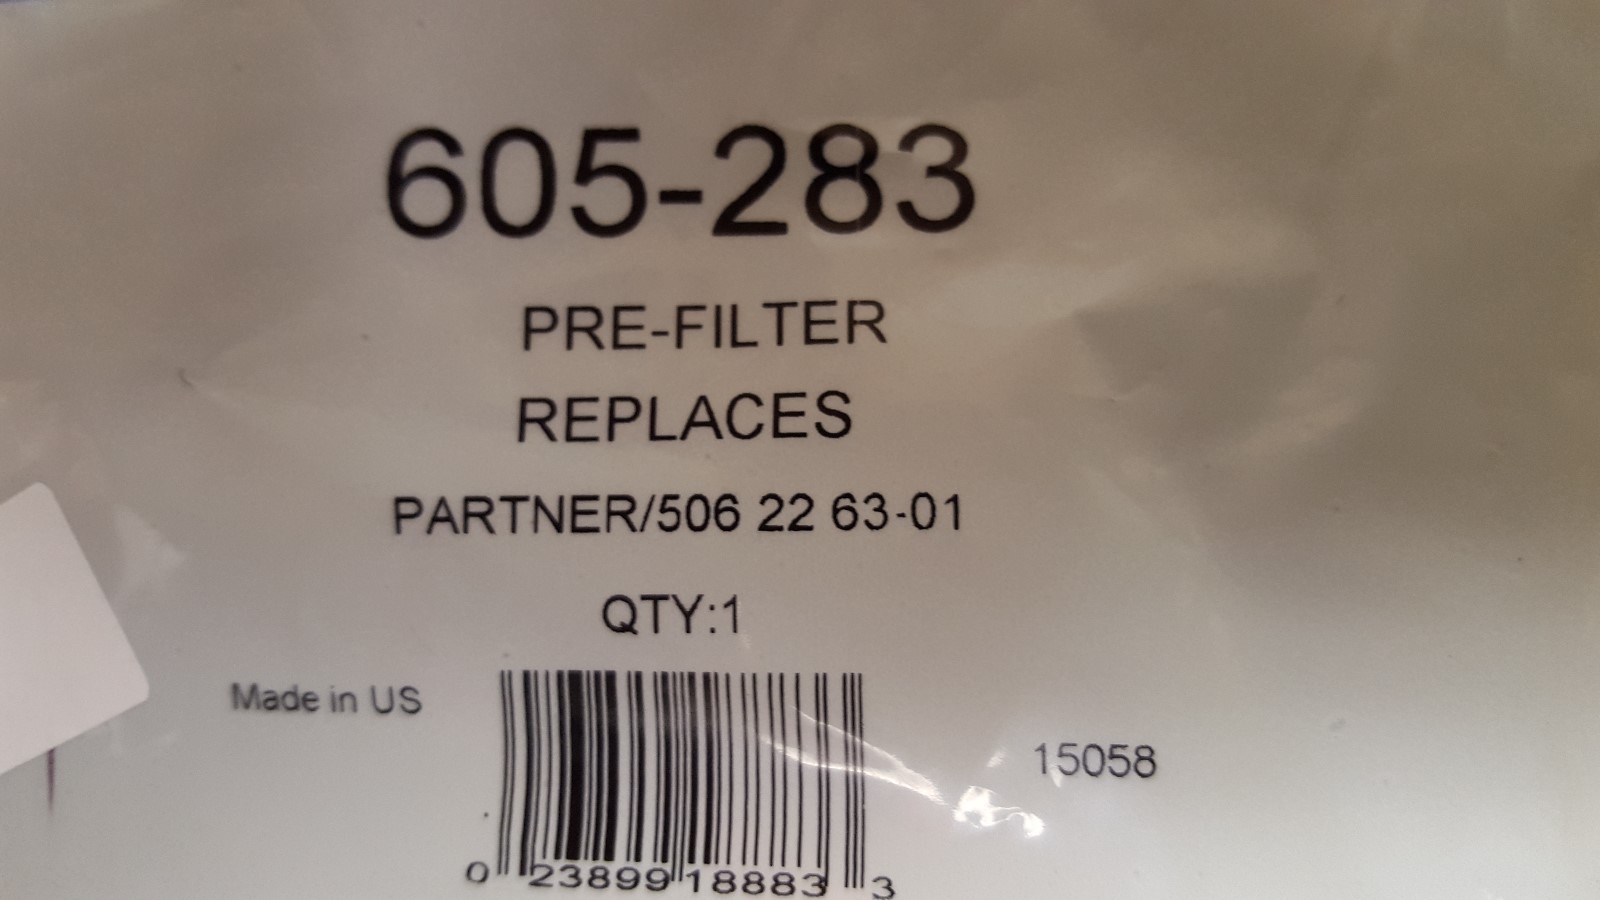 605-283
PRE-FILTER
REPLACES
PARTNER/506 22 63-01
QTY:1
Made in US
15058
0 23899 18883 3